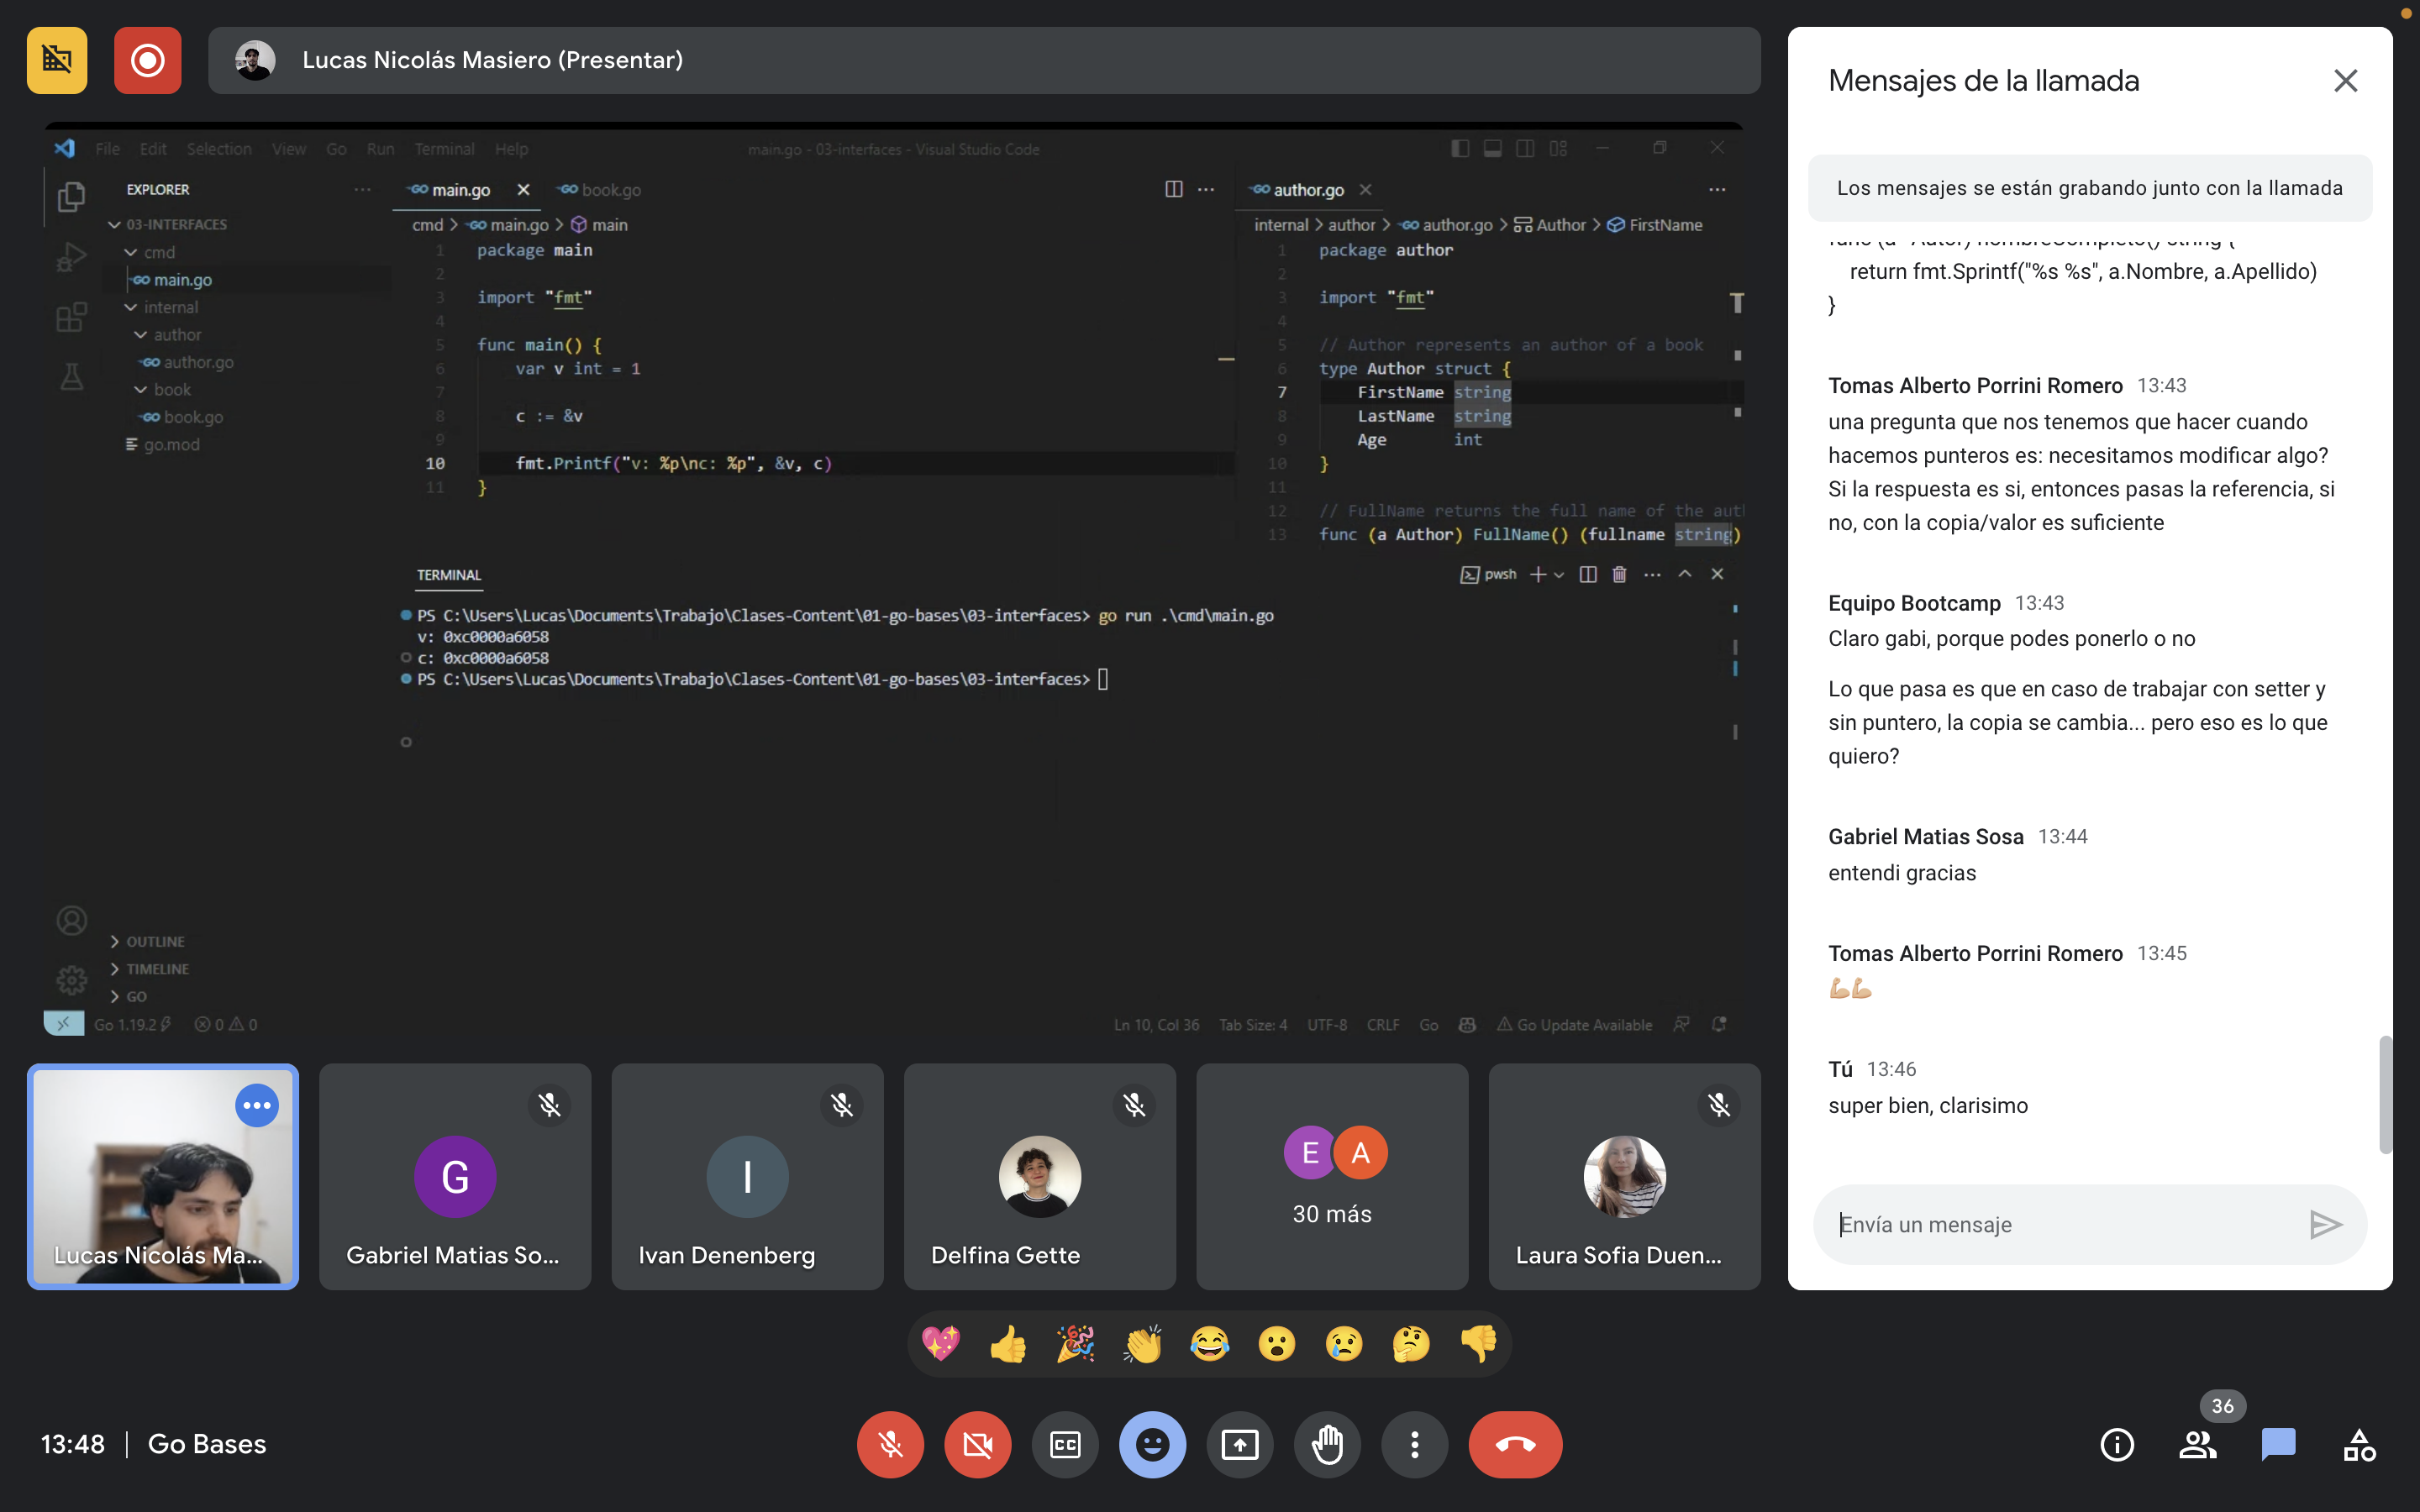 Lucas Nicolás Masiero (Presentar)
File Edit Selection View Go Run Terminal Help
main.go - 03-interfaces - Visual Studio Code
EXPLORER
03-INTERFACES
cmd
main.go
internal
author
author.go
book
book.go
go.mod
OUTLINE
TIMELINE
GO
main.go
book.go
cmd > main.go > main
1 package main
2
3 import "fmt"
4
5 func main() {
6 var v int = 1
7
8 c := &v
9
10 fmt.Printf("v: %p\nc: %p", &v, c)
11 }
author.go
internal > author > author.go > Author > FirstName
1 package author
2
3 import "fmt"
4
5 // Author represents an author of a book
6 type Author struct {
7 FirstName string
8 LastName string
9 Age int
10 }
11
12 // FullName returns the full name of the
13 func (a Author) FullName() (fullname string)
TERMINAL
pwsh
PS C:\Users\Lucas\Documents\Trabajo\Clases-Content\01-go-bases\03-interfaces> go run .\cmd\main.go
v: 0xc0000a6058
c: 0xc0000a6058
PS C:\Users\Lucas\Documents\Trabajo\Clases-Content\01-go-bases\03-interfaces>
Go 1.19.2
0 0
Ln 10, Col 36 Tab Size: 4 UTF-8 CRLF Go Go Update Available
Lucas Nicolás Ma...
G
Gabriel Matias So...
I
Ivan Denenberg
Delfina Gette
E A
30 más
Laura Sofia Duen...
13:48 | Go Bases
CC
36
Mensajes de la llamada
Los mensajes se están grabando junto con la llamada
return fmt.Sprintf("%s %s", a.Nombre, a.Apellido)
}
Tomas Alberto Porrini Romero 13:43
una pregunta que nos tenemos que hacer cuando
hacemos punteros es: necesitamos modificar algo?
Si la respuesta es si, entonces pasas la referencia, si
no, con la copia/valor es suficiente
Equipo Bootcamp 13:43
Claro gabi, porque podes ponerlo o no
Lo que pasa es que en caso de trabajar con setter y
sin puntero, la copia se cambia... pero eso es lo que
quiero?
Gabriel Matias Sosa 13:44
entendi gracias
Tomas Alberto Porrini Romero 13:45
💪🏼💪🏼
Tú 13:46
super bien, clarisimo
Envía un mensaje